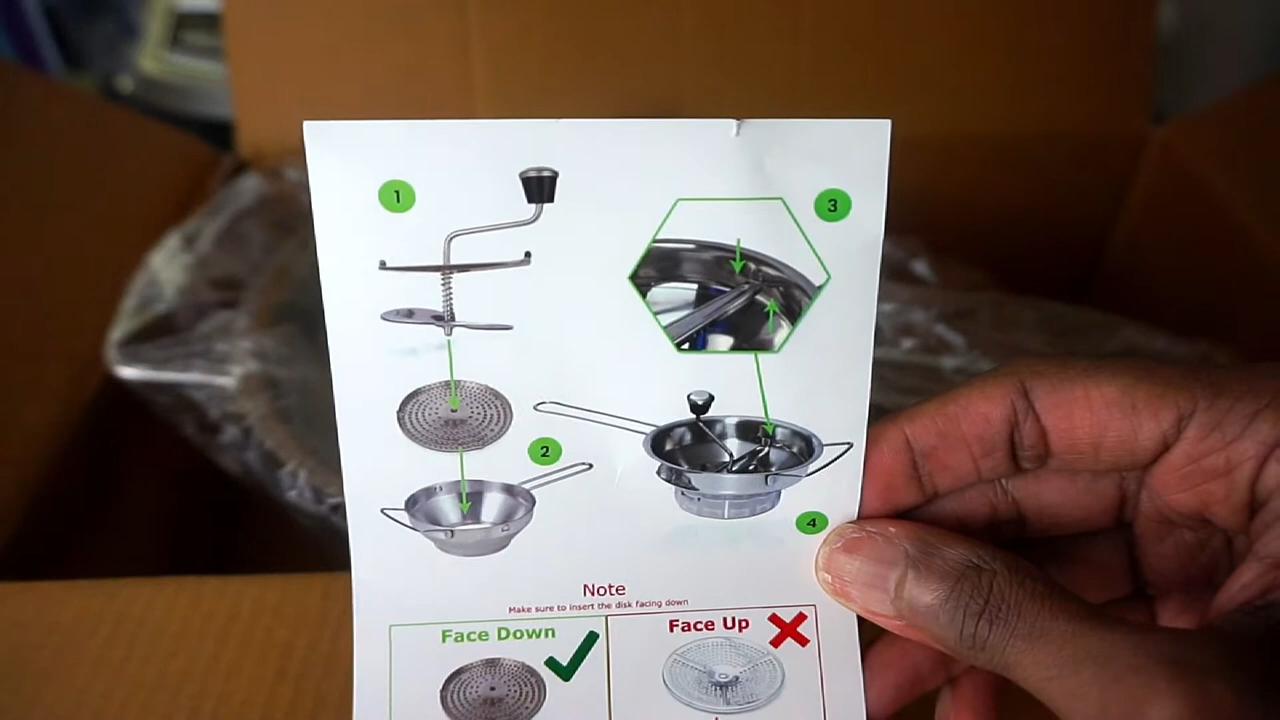 1
3
2
4
Note
Make sure to insert the disk facing down
Face Down
Face Up